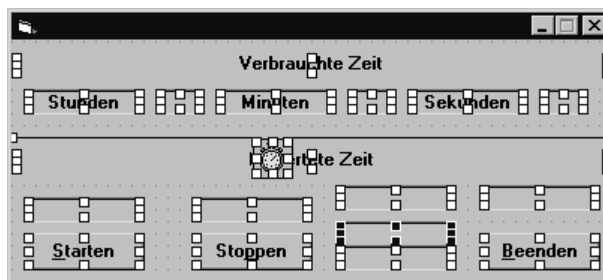 Verbrauchte Zeit
Stunden Minuten Sekunden
Zeit
Starten Stoppen Beenden